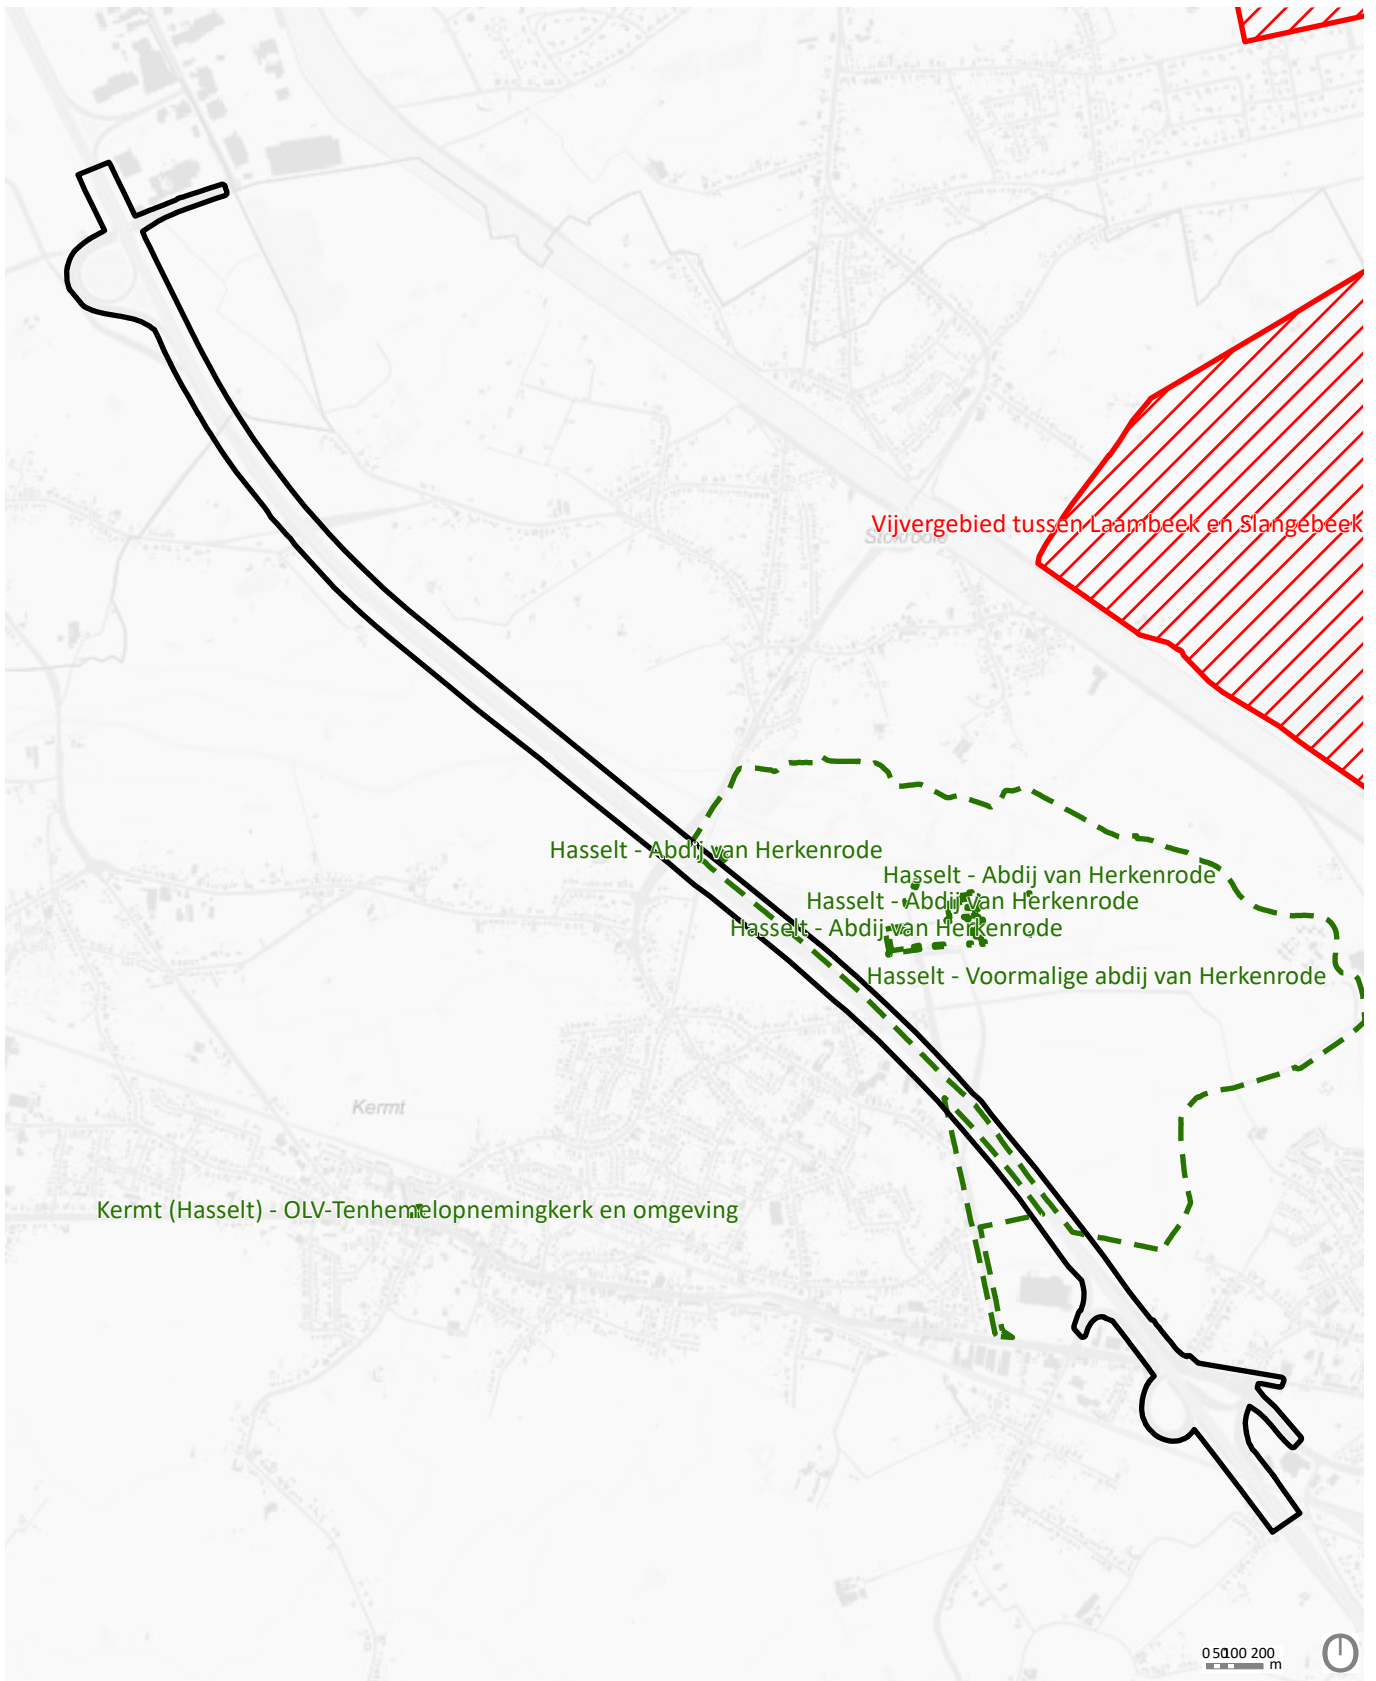 Vijvergebied tussen Laambeek en Slangebeek
Stokrooie
Hasselt - Abdij van Herkenrode
Hasselt - Abdij van Herkenrode
Hasselt - Abdij van Herkenrode
Hasselt - Abdij van Herkenrode
Hasselt - Voormalige abdij van Herkenrode
Kermt
Kermt (Hasselt) - OLV-Tenhemelopnemingkerk en omgeving
0 50 100 200
m